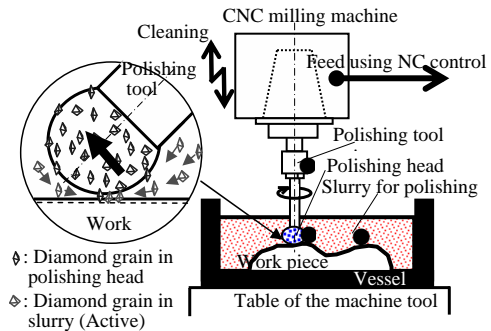 CNC milling machine
Cleaning
Feed using NC control
Polishing
tool
Polishing tool
Polishing head
Slurry for polishing
Work
Work piece
Vessel
Table of the machine tool
: Diamond grain in
polishing head
: Diamond grain in
slurry (Active)